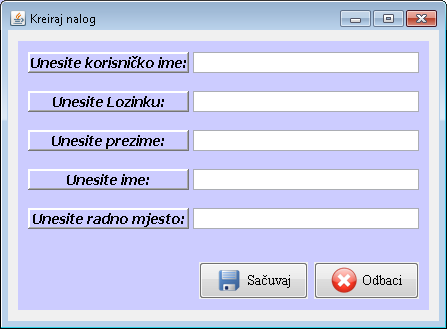 Kreiraj nalog
Unesite korisničko ime:
Unesite Lozinku:
Unesite prezime:
Unesite ime:
Unesite radno mjesto:
Sačuvaj Odbaci